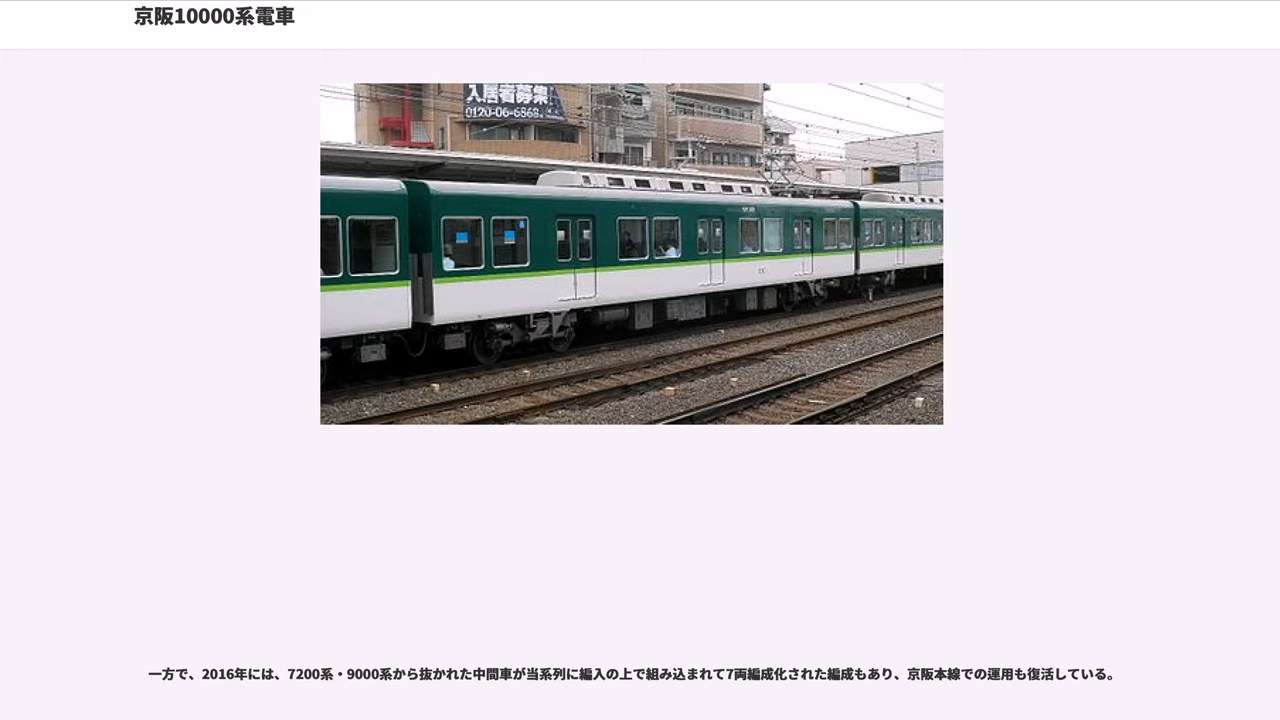 京阪10000系電車
入居者募集
0120-06-6868
一方で、2016年には、7200系・9000系から抜かれた中間車が当系列に編入の上で組み込まれて7両編成化された編成もあり、京阪本線での運用も復活している。